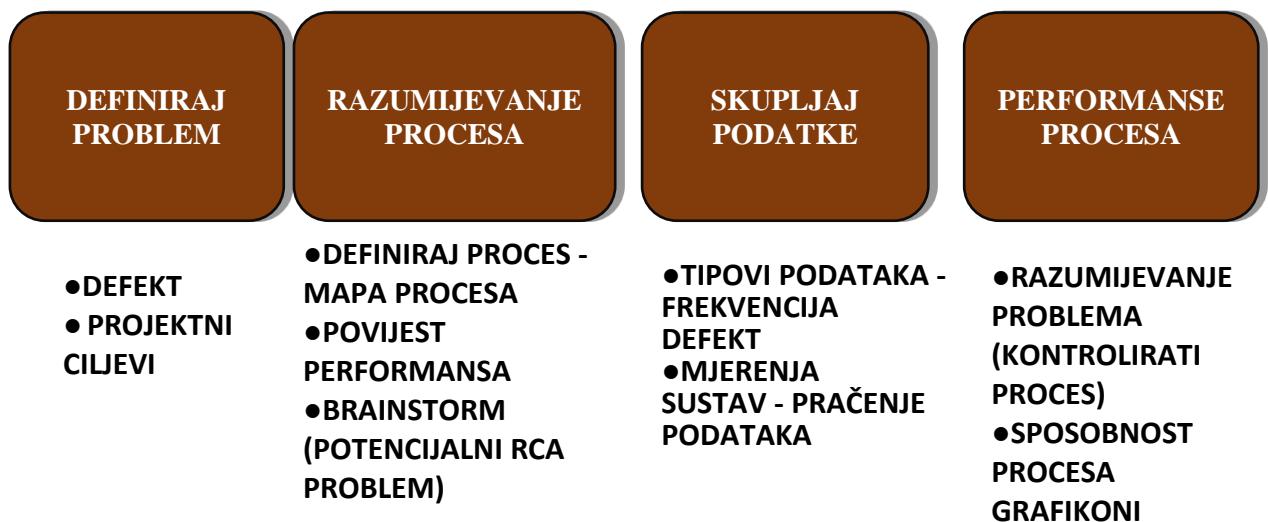 DEFINIRAJ
PROBLEM
●DEFEKT
● PROJEKTNI
CILJEVI
RAZUMIJEVANJE
PROCESA
●DEFINIRAJ PROCES -
MAPA PROCESA
●POVIJEST
PERFORMANSA
●BRAINSTORM
(POTENCIJALNI RCA
PROBLEM)
SKUPLJAJ
PODATKE
●TIPOVI PODATAKA -
FREKVENCIJA
DEFEKT
●MJERENJA
SUSTAV - PRAČENJE
PODATAKA
PERFORMANSE
PROCESA
●RAZUMIJEVANJE
PROBLEMA
(KONTROLIRATI
PROCES)
●SPOSOBNOST
PROCESA
GRAFIKONI